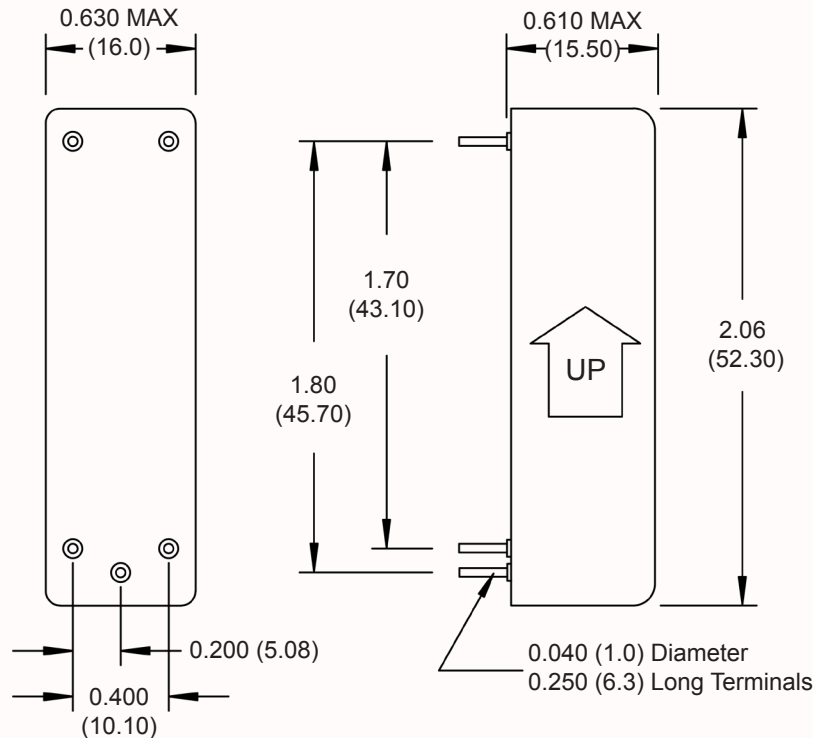 0.630 MAX
(16.0)
0.610 MAX
(15.50)
1.70
(43.10)
1.80
(45.70)
UP
2.06
(52.30)
0.200 (5.08)
0.400
(10.10)
0.040 (1.0) Diameter
0.250 (6.3) Long Terminals